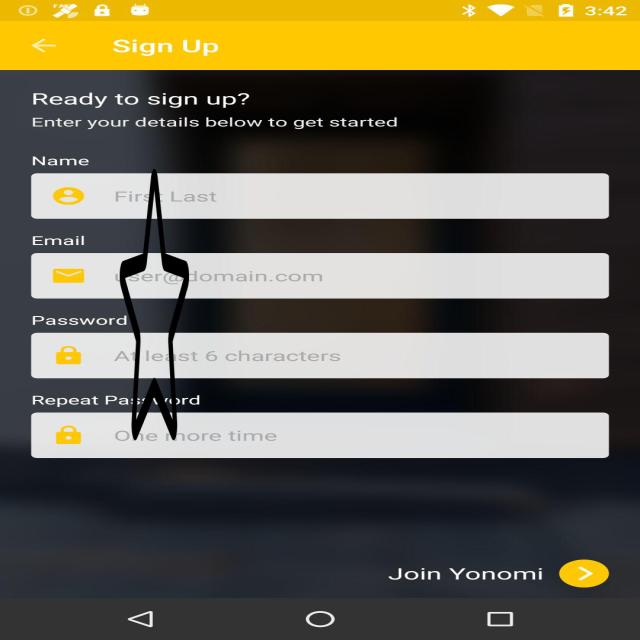 3:42
Sign Up
Ready to sign up?
Enter your details below to get started
Name
First Last
Email
user@domain.com
Password
At least 6 characters
Repeat Password
One more time
Join Yonomi